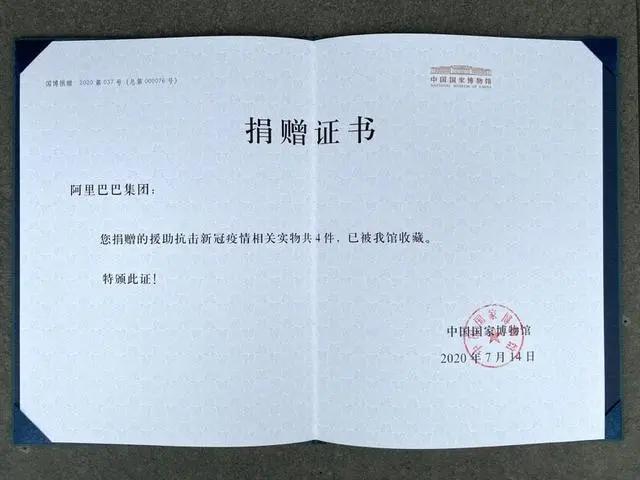 国博捐赠 2020 第 037 号 (总第 000076 号)
中国国家博物馆
NATIONAL MUSEUM OF CHINA
捐赠证书
阿里巴巴集团：
您捐赠的援助抗击新冠疫情相关实物共 4 件，已被我馆收藏。
特颁此证！
中国国家博物馆
2020 年 7 月 14 日